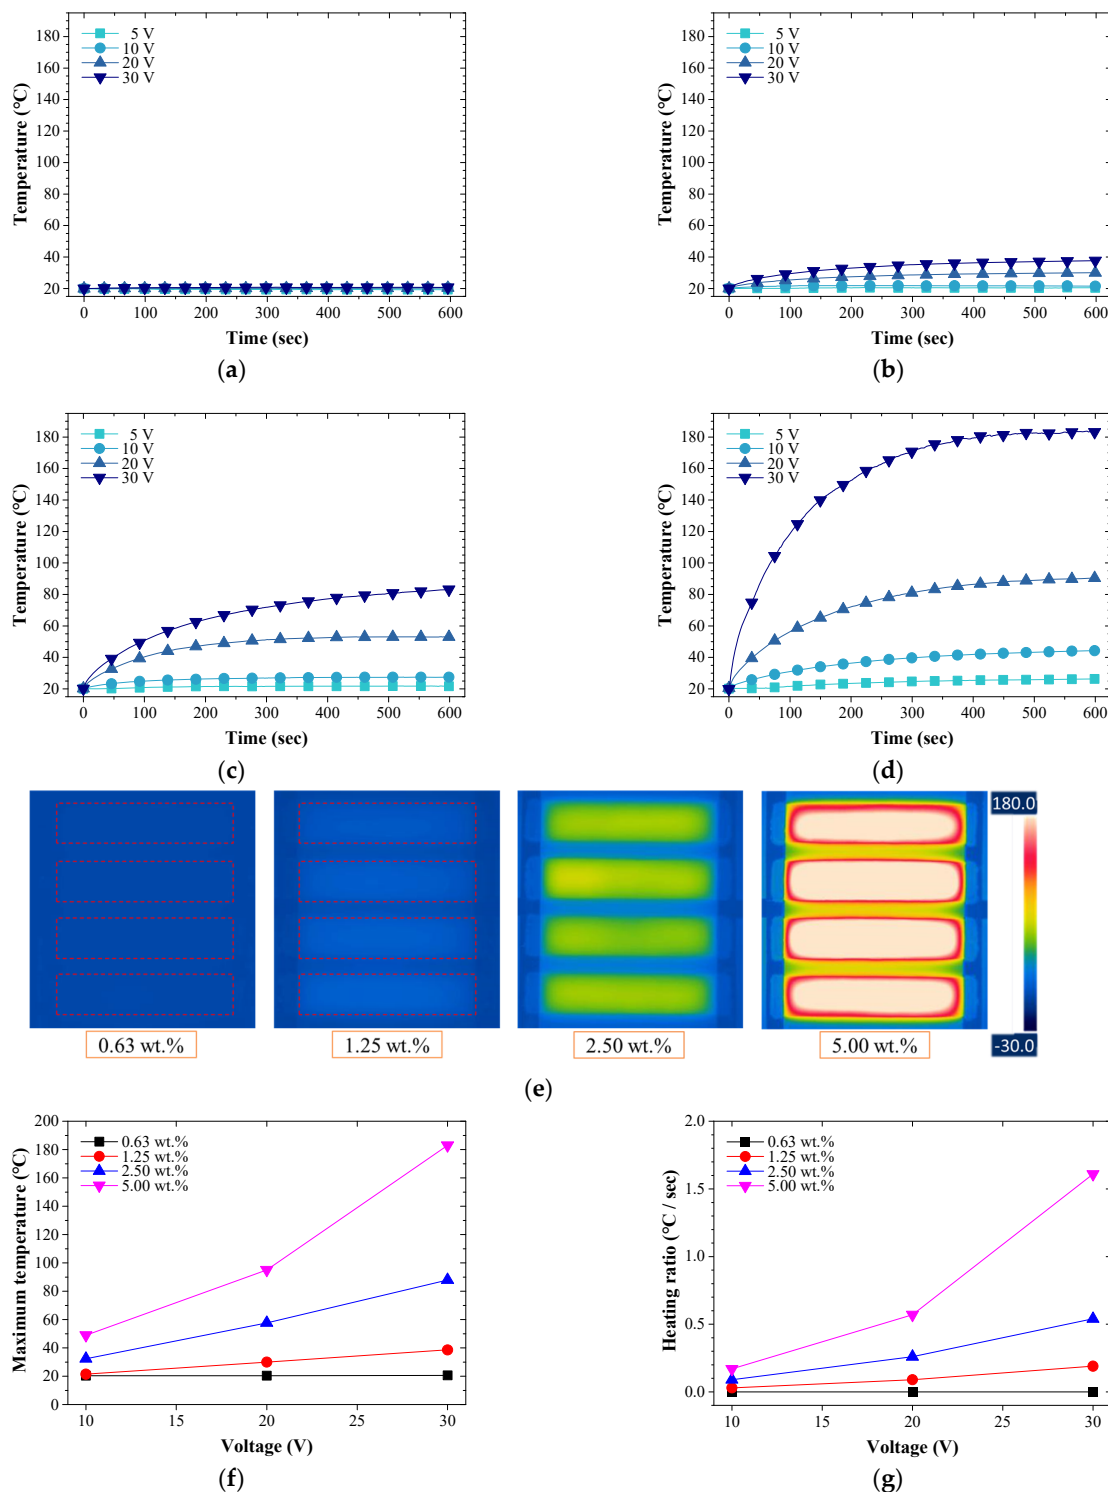 180
160
140
120
100
80
60
40
20
Temperature (°C)
5 V
10 V
20 V
30 V
0 100 200 300 400 500 600
Time (sec)
(a)
180
160
140
120
100
80
60
40
20
Temperature (°C)
5 V
10 V
20 V
30 V
0 100 200 300 400 500 600
Time (sec)
(b)
180
160
140
120
100
80
60
40
20
Temperature (°C)
5 V
10 V
20 V
30 V
0 100 200 300 400 500 600
Time (sec)
(c)
180
160
140
120
100
80
60
40
20
Temperature (°C)
5 V
10 V
20 V
30 V
0 100 200 300 400 500 600
Time (sec)
(d)
180.0
-30.0
0.63 wt.% 1.25 wt.% 2.50 wt.% 5.00 wt.%
(e)
200
180
160
140
120
100
80
60
40
20
0
Maximum temperature (°C)
0.63 wt.%
1.25 wt.%
2.50 wt.%
5.00 wt.%
10 15 20 25 30
Voltage (V)
(f)
2.0
1.5
1.0
0.5
0.0
Heating ratio (°C / sec)
0.63 wt.%
1.25 wt.%
2.50 wt.%
5.00 wt.%
10 15 20 25 30
Voltage (V)
(g)